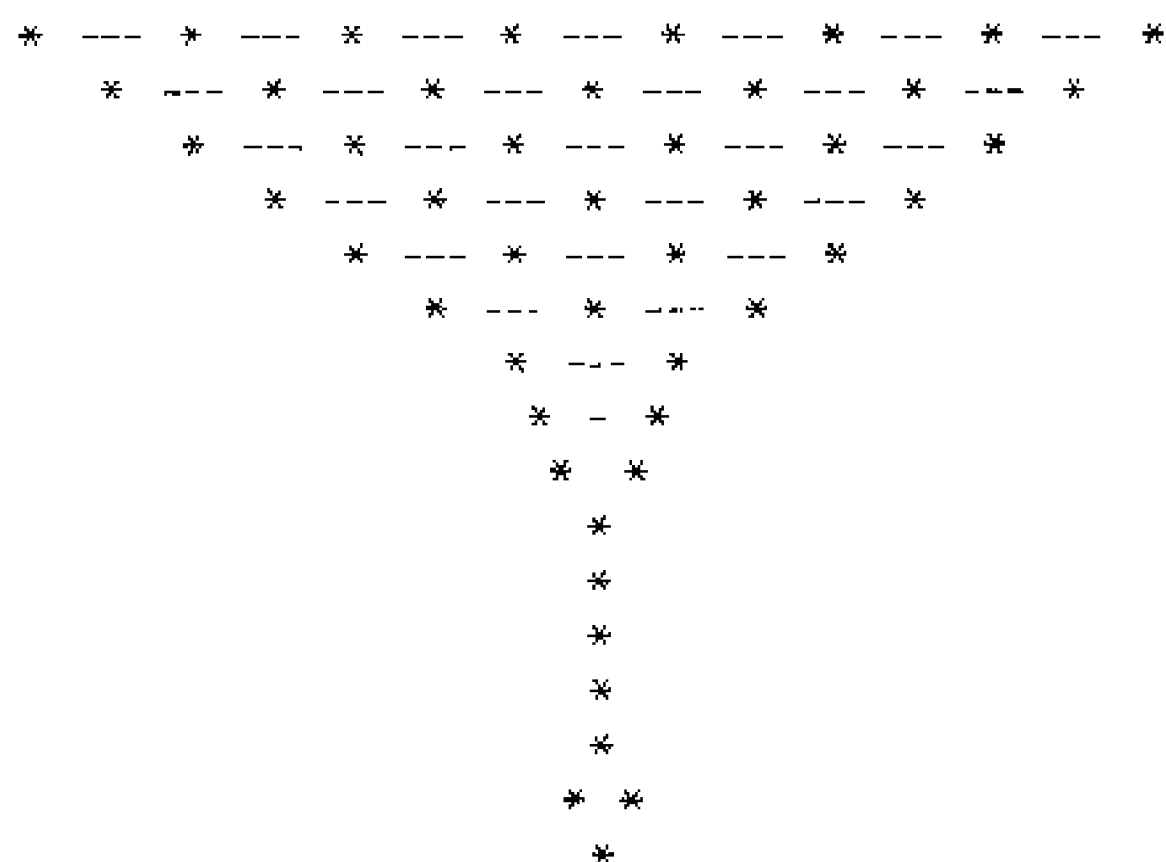 * --- * --- * --- * --- * --- * --- * --- *
* --- * --- * --- * --- * --- * --- *
* --- * --- * --- * --- * --- *
* --- * --- * --- * --- *
* --- * --- * --- *
* --- * --- *
* --- *
* - *
* *
*
*
*
*
*
* *
*